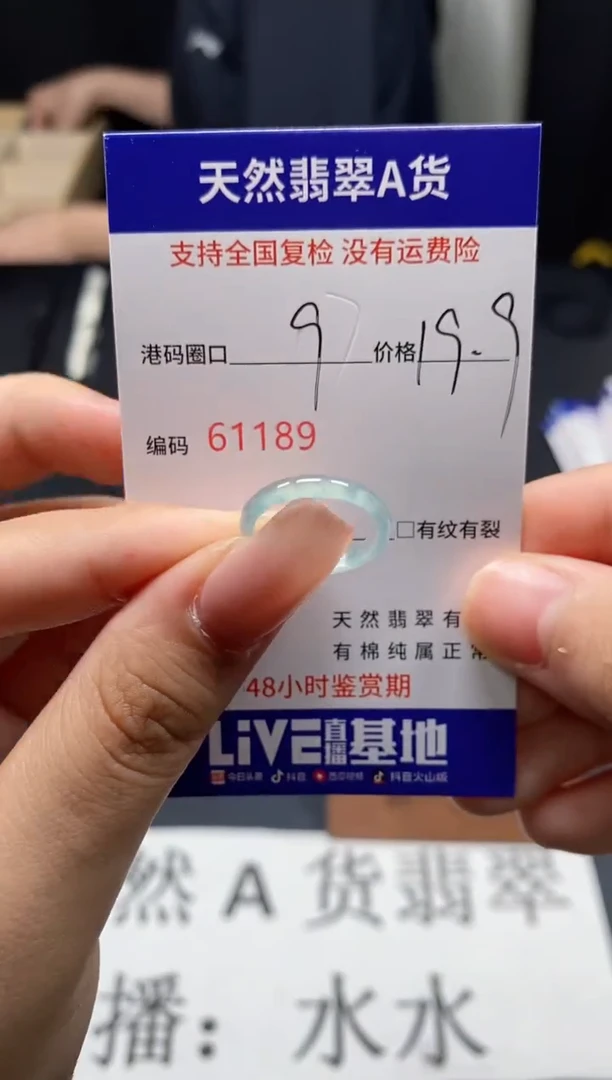 天然翡翠A货
支持全国复检 没有运费险
港码圈口 9 价格 19.9
编码 61189
□有纹有裂
天然翡翠有
有棉纯属正常
48小时鉴赏期
LiVE直播基地
今日头条 抖音 西瓜视频 抖音火山版
然A货翡翠
播：水水